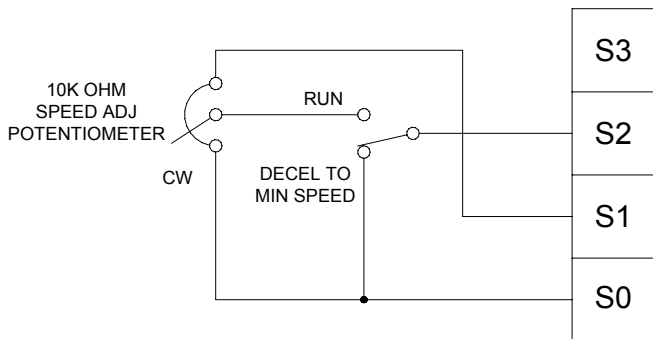 10K OHM
SPEED ADJ
POTENTIOMETER
CW
RUN
DECEL TO
MIN SPEED
S3
S2
S1
S0